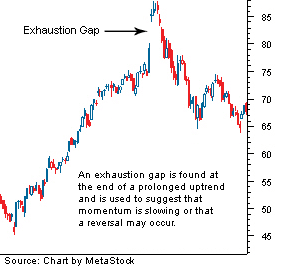 85
Exhaustion Gap
80
75
70
65
60
An exhaustion gap is found at
the end of a prolonged uptrend
and is used to suggest that
momentum is slowing or that
a reversal may occur.
55
50
45
Source: Chart by MetaStock